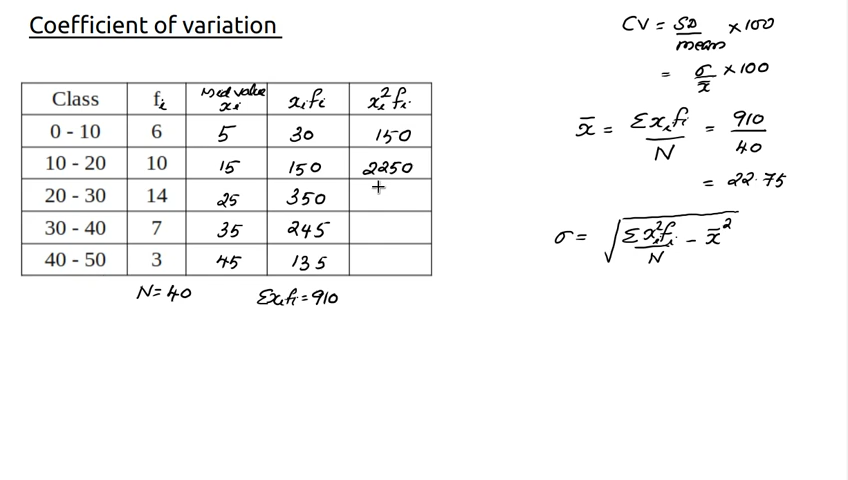 Coefficient of variation
CV = SD/mean × 100
= σ/x̄ × 100
Class fi Mid value xi xifi xi²fi
0 - 10 6 5 30 150
10 - 20 10 15 150 2250
20 - 30 14 25 350
30 - 40 7 35 245
40 - 50 3 45 135
N = 40 Σxifi = 910
x̄ = Σxifi/N = 910/40
= 22.75
σ = √(Σxi²fi/N - x̄²)